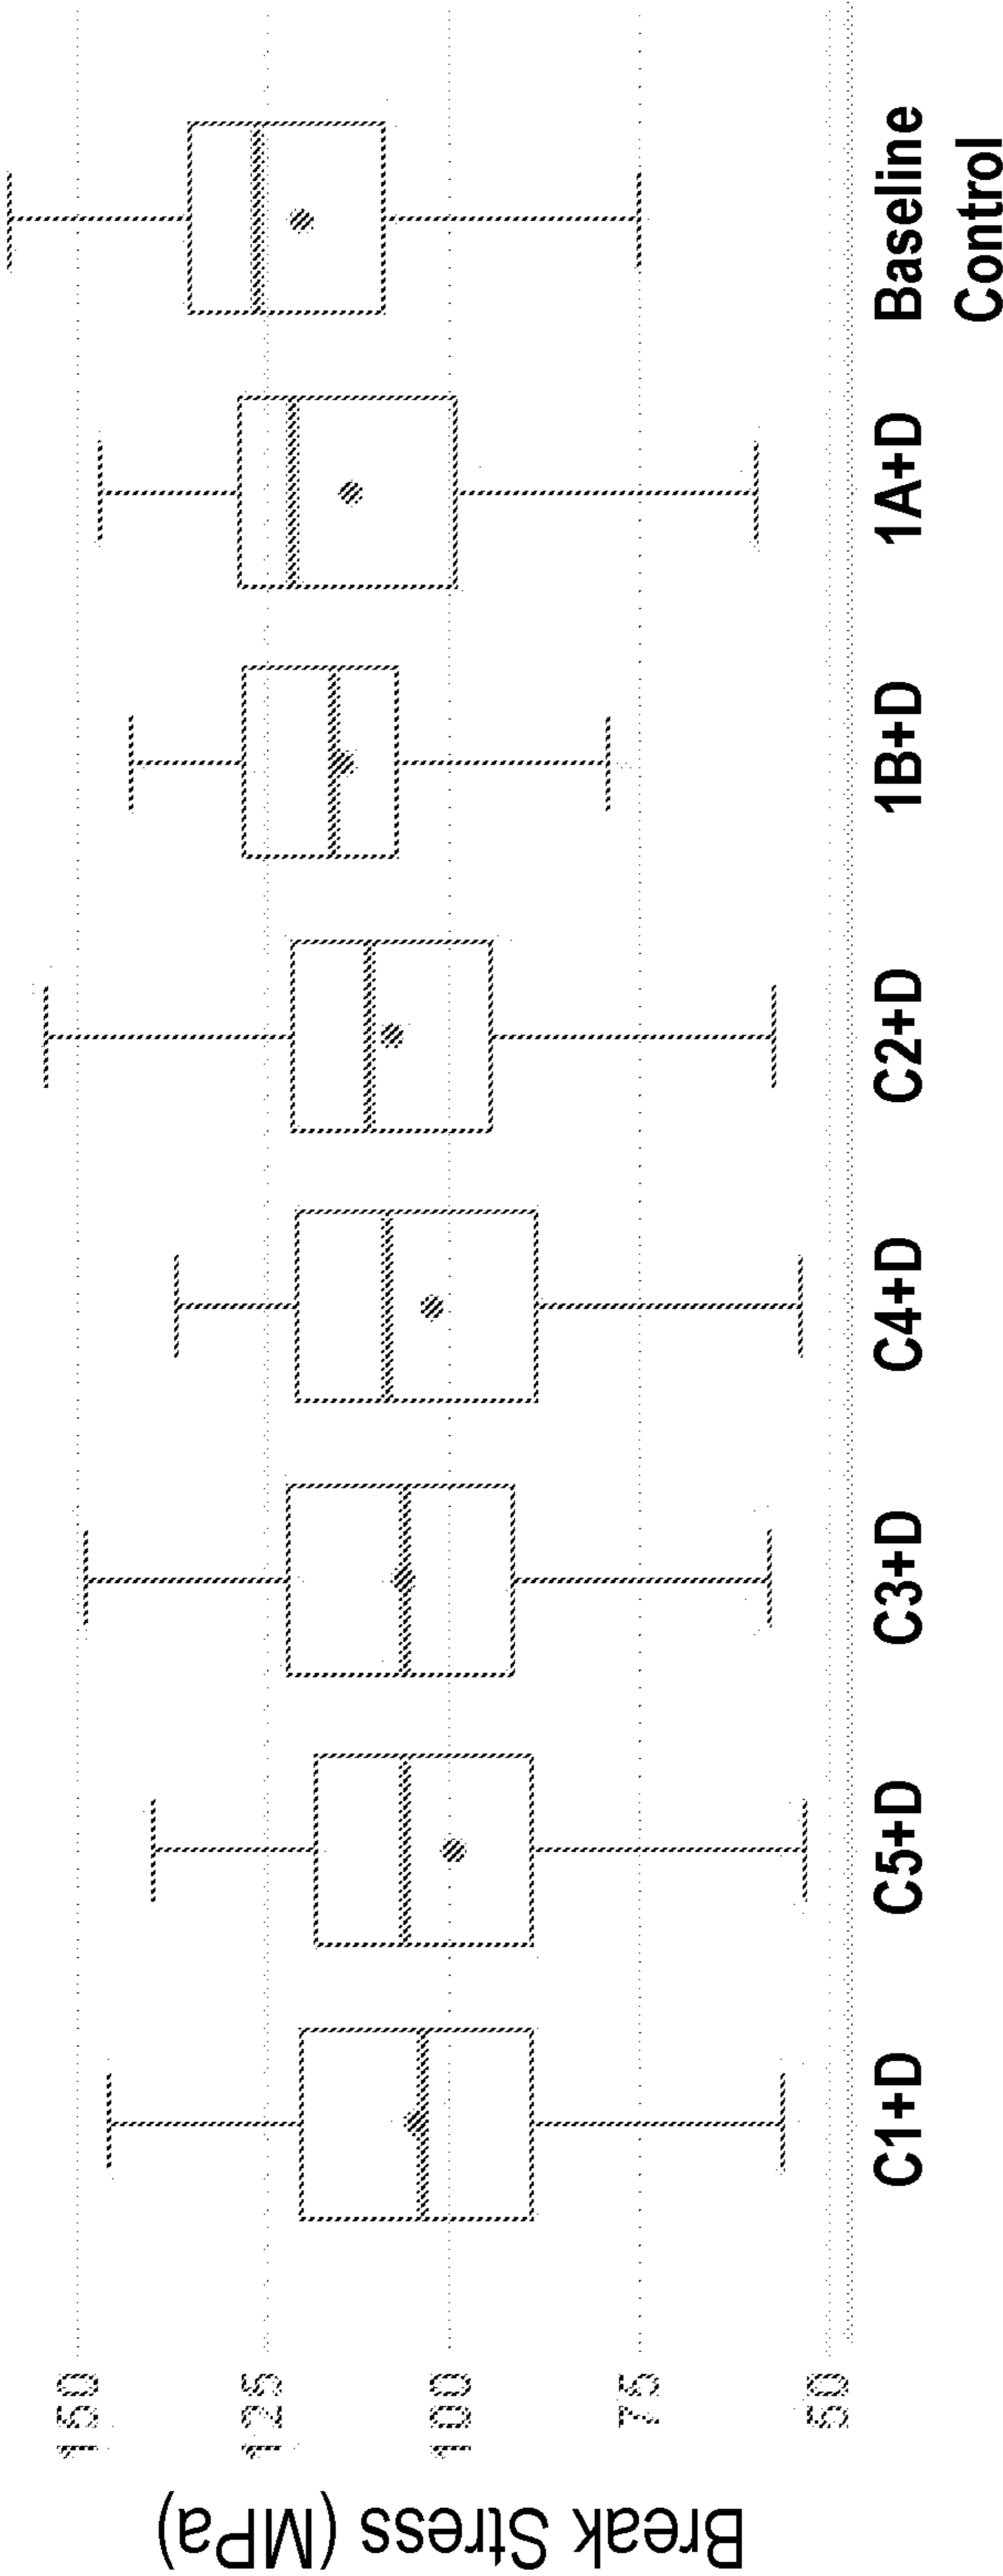 Break Stress (MPa)
150
125
100
75
50
C1+D
C5+D
C3+D
C4+D
C2+D
1B+D
1A+D
Baseline
Control